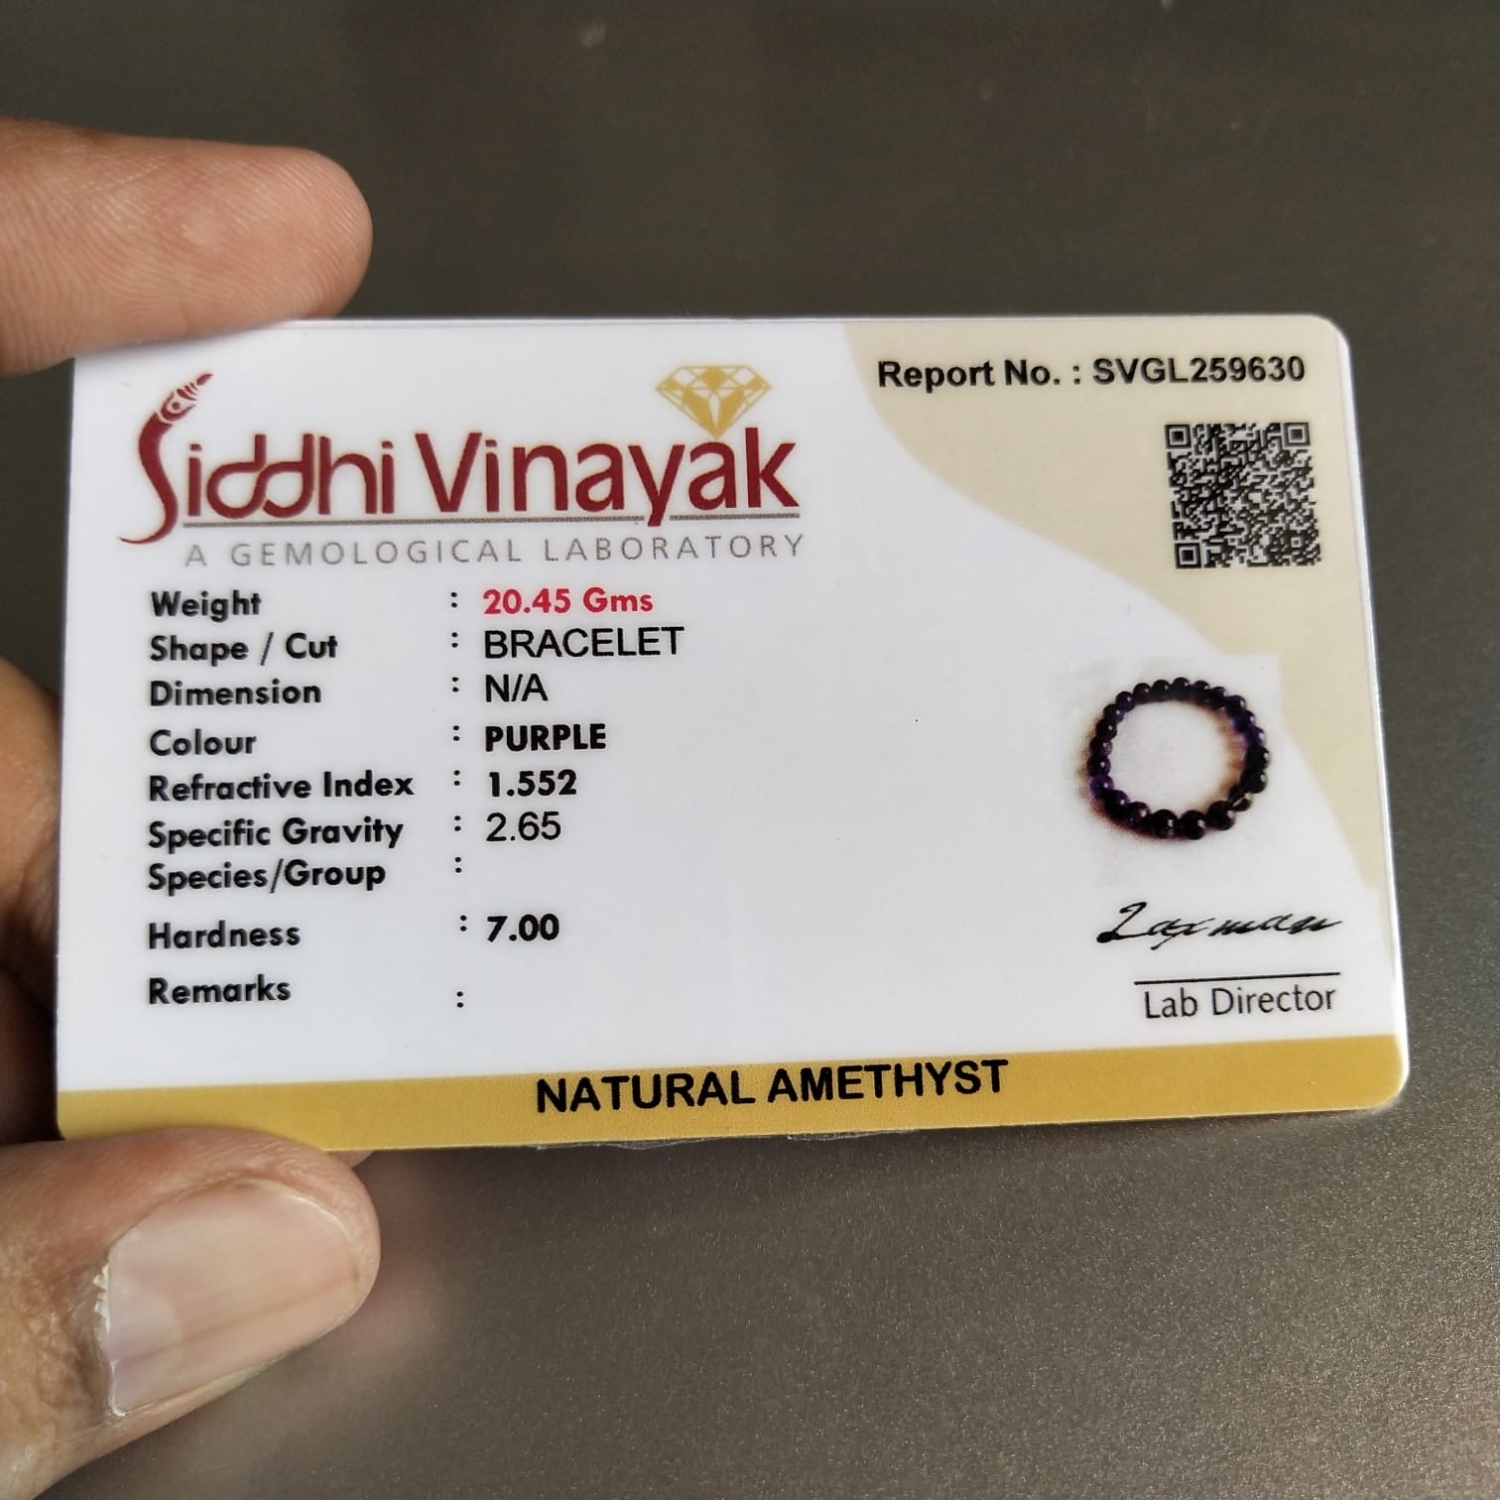 Report No. : SVGL259630
Siddhi Vinayak
A GEMOLOGICAL LABORATORY
Weight : 20.45 Gms
Shape / Cut : BRACELET
Dimension : N/A
Colour : PURPLE
Refractive Index : 1.552
Specific Gravity : 2.65
Species/Group :
Hardness : 7.00
Remarks :
Laxman
Lab Director
NATURAL AMETHYST